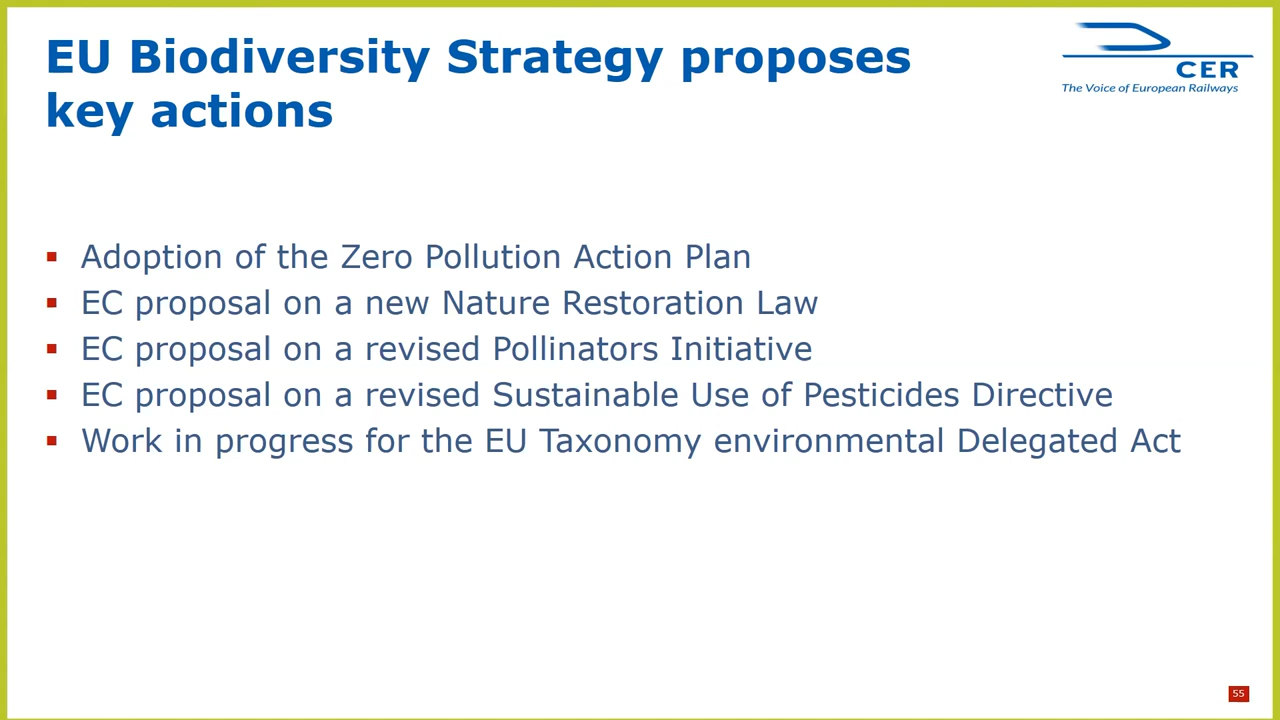 EU Biodiversity Strategy proposes
key actions
CER
The Voice of European Railways
▪ Adoption of the Zero Pollution Action Plan
▪ EC proposal on a new Nature Restoration Law
▪ EC proposal on a revised Pollinators Initiative
▪ EC proposal on a revised Sustainable Use of Pesticides Directive
▪ Work in progress for the EU Taxonomy environmental Delegated Act
55